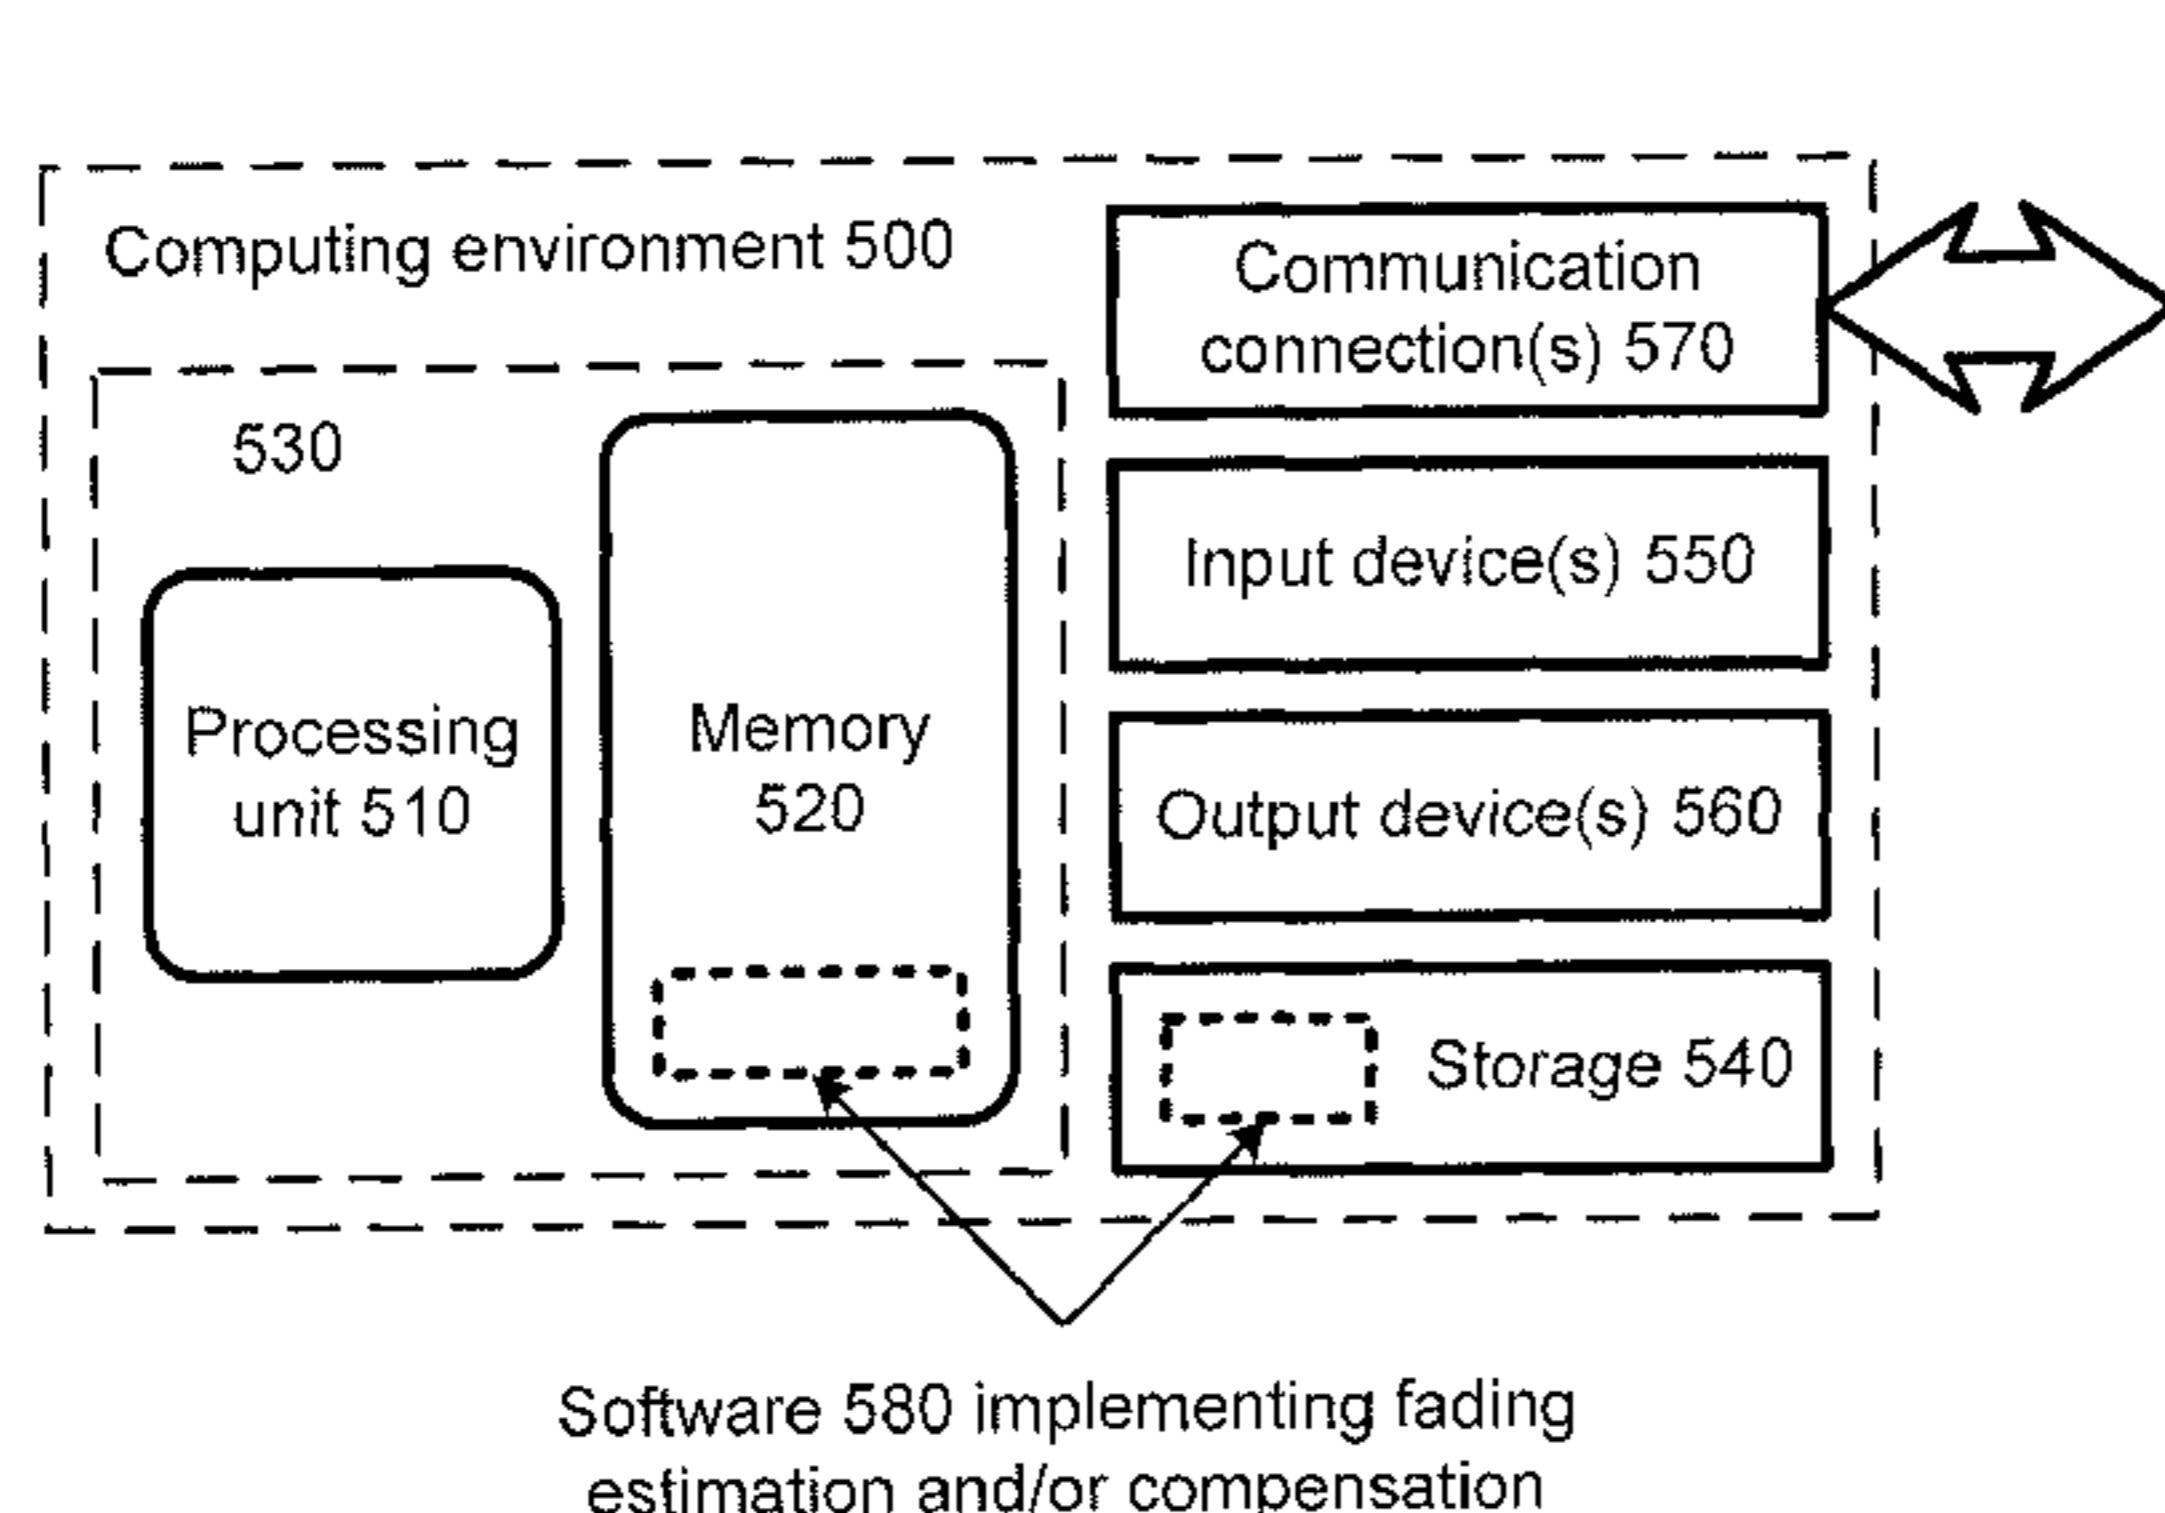 Computing environment 500
Communication
connection(s) 570
530
Input device(s) 550
Processing
unit 510
Memory
520
Output device(s) 560
Storage 540
Software 580 implementing fading
estimation and/or compensation